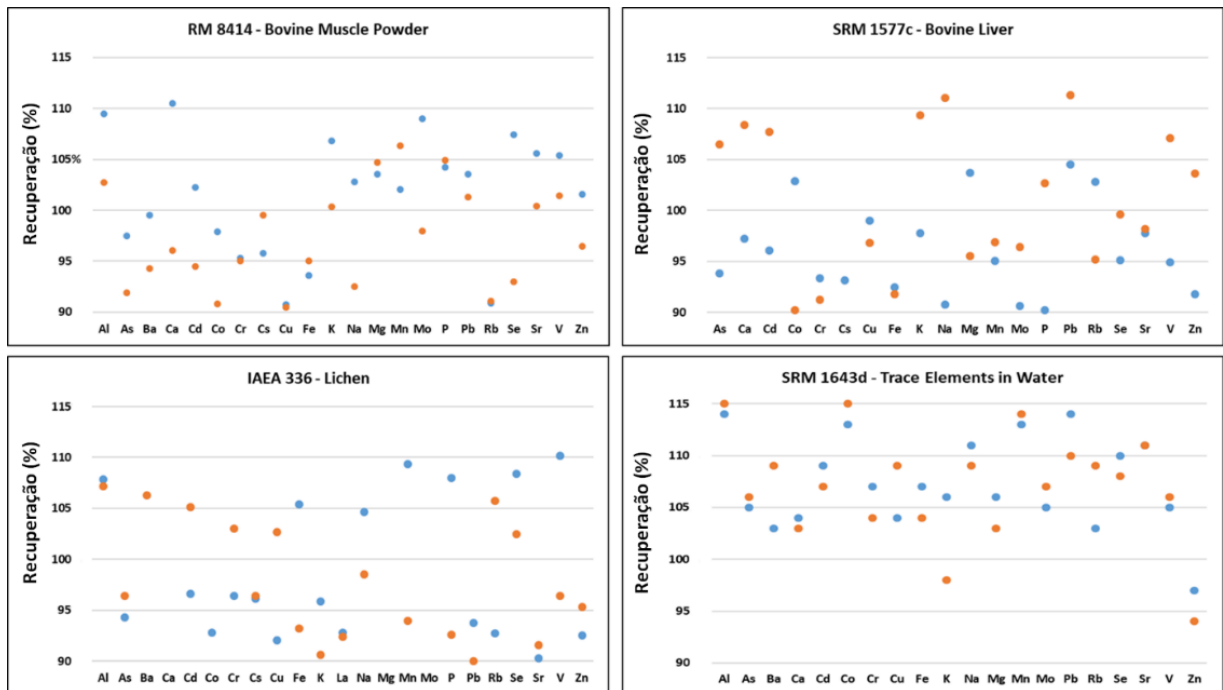 RM 8414 - Bovine Muscle Powder
Recuperação (%)
115
110
105%
100
95
90
Al As Ba Ca Cd Co Cr Cs Cu Fe K Na Mg Mn Mo P Pb Rb Se Sr V Zn
SRM 1577c - Bovine Liver
Recuperação (%)
115
110
105
100
95
90
As Ca Cd Co Cr Cs Cu Fe K Na Mg Mn Mo P Pb Rb Se Sr V Zn
IAEA 336 - Lichen
Recuperação (%)
115
110
105
100
95
90
Al As Ba Ca Cd Co Cr Cs Cu Fe K La Na Mg Mn Mo P Pb Rb Se Sr V Zn
SRM 1643d - Trace Elements in Water
Recuperação (%)
115
110
105
100
95
90
Al As Ba Ca Cd Co Cr Cu Fe K Na Mg Mn Mo Pb Rb Se Sr V Zn